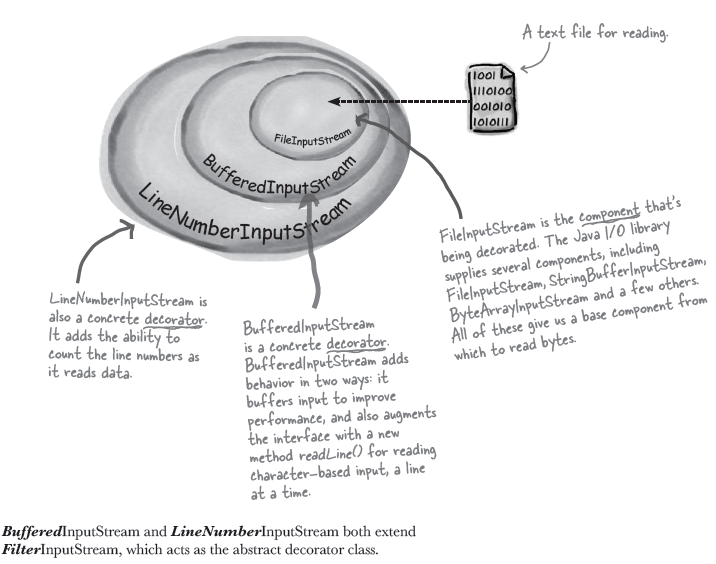 A text file for reading.
1001
1110100
001010
1010111
FileInputStream
BufferedInputStream
LineNumberInputStream
FileInputStream is the component that's
being decorated. The Java I/O library
supplies several components, including
FileInputStream, StringBufferInputStream,
ByteArrayInputStream and a few others.
All of these give us a base component from
which to read bytes.
LineNumberInputStream is
also a concrete decorator.
It adds the ability to
count the line numbers as
it reads data.
BufferedInputStream
is a concrete decorator.
BufferedInputStream adds
behavior in two ways: it
buffers input to improve
performance, and also augments
the interface with a new
method readLine() for reading
character-based input, a line
at a time.
BufferedInputStream and LineNumberInputStream both extend
FilterInputStream, which acts as the abstract decorator class.